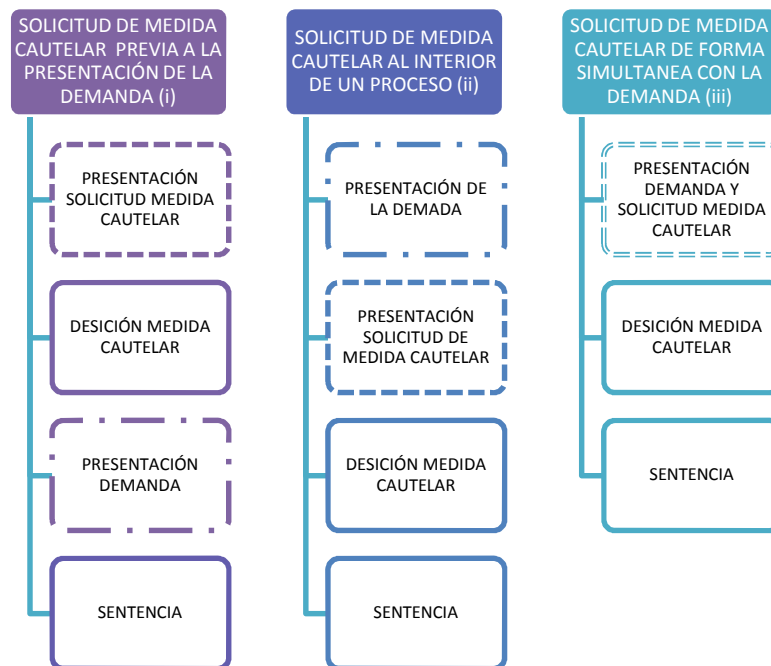 SOLICITUD DE MEDIDA
CAUTELAR PREVIA A LA
PRESENTACIÓN DE LA
DEMANDA (i)
PRESENTACIÓN
SOLICITUD MEDIDA
CAUTELAR
DESICIÓN MEDIDA
CAUTELAR
PRESENTACIÓN
DEMANDA
SENTENCIA
SOLICITUD DE MEDIDA
CAUTELAR AL INTERIOR
DE UN PROCESO (ii)
PRESENTACIÓN DE
LA DEMADA
PRESENTACIÓN
SOLICITUD DE
MEDIDA CAUTELAR
DESICIÓN MEDIDA
CAUTELAR
SENTENCIA
SOLICITUD DE MEDIDA
CAUTELAR DE FORMA
SIMULTANEA CON LA
DEMANDA (iii)
PRESENTACIÓN
DEMANDA Y
SOLICITUD MEDIDA
CAUTELAR
DESICIÓN MEDIDA
CAUTELAR
SENTENCIA